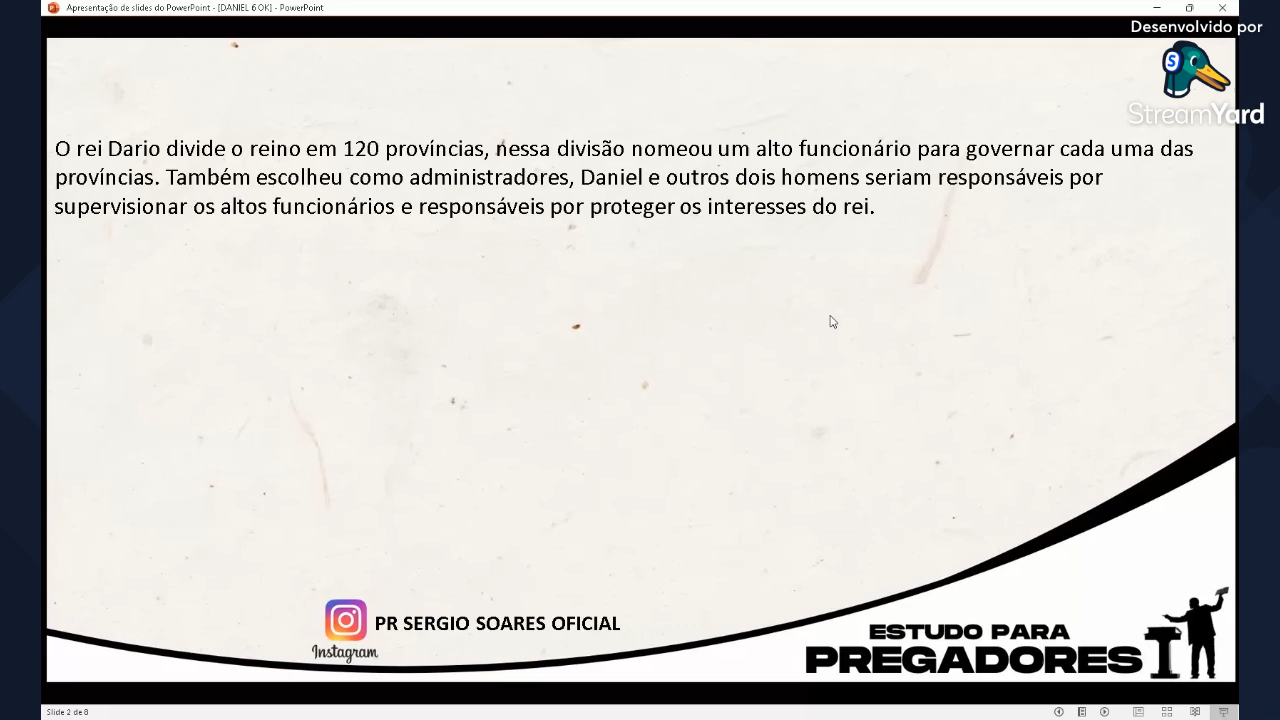 Apresentação de slides do PowerPoint - [DANIEL 6 OK] - PowerPoint
Desenvolvido por
S
StreamYard
O rei Dario divide o reino em 120 províncias, nessa divisão nomeou um alto funcionário para governar cada uma das
províncias. Também escolheu como administradores, Daniel e outros dois homens seriam responsáveis por
supervisionar os altos funcionários e responsáveis por proteger os interesses do rei.
PR SERGIO SOARES OFICIAL
Instagram
ESTUDO PARA
PREGADORES
Slide 2 de 8